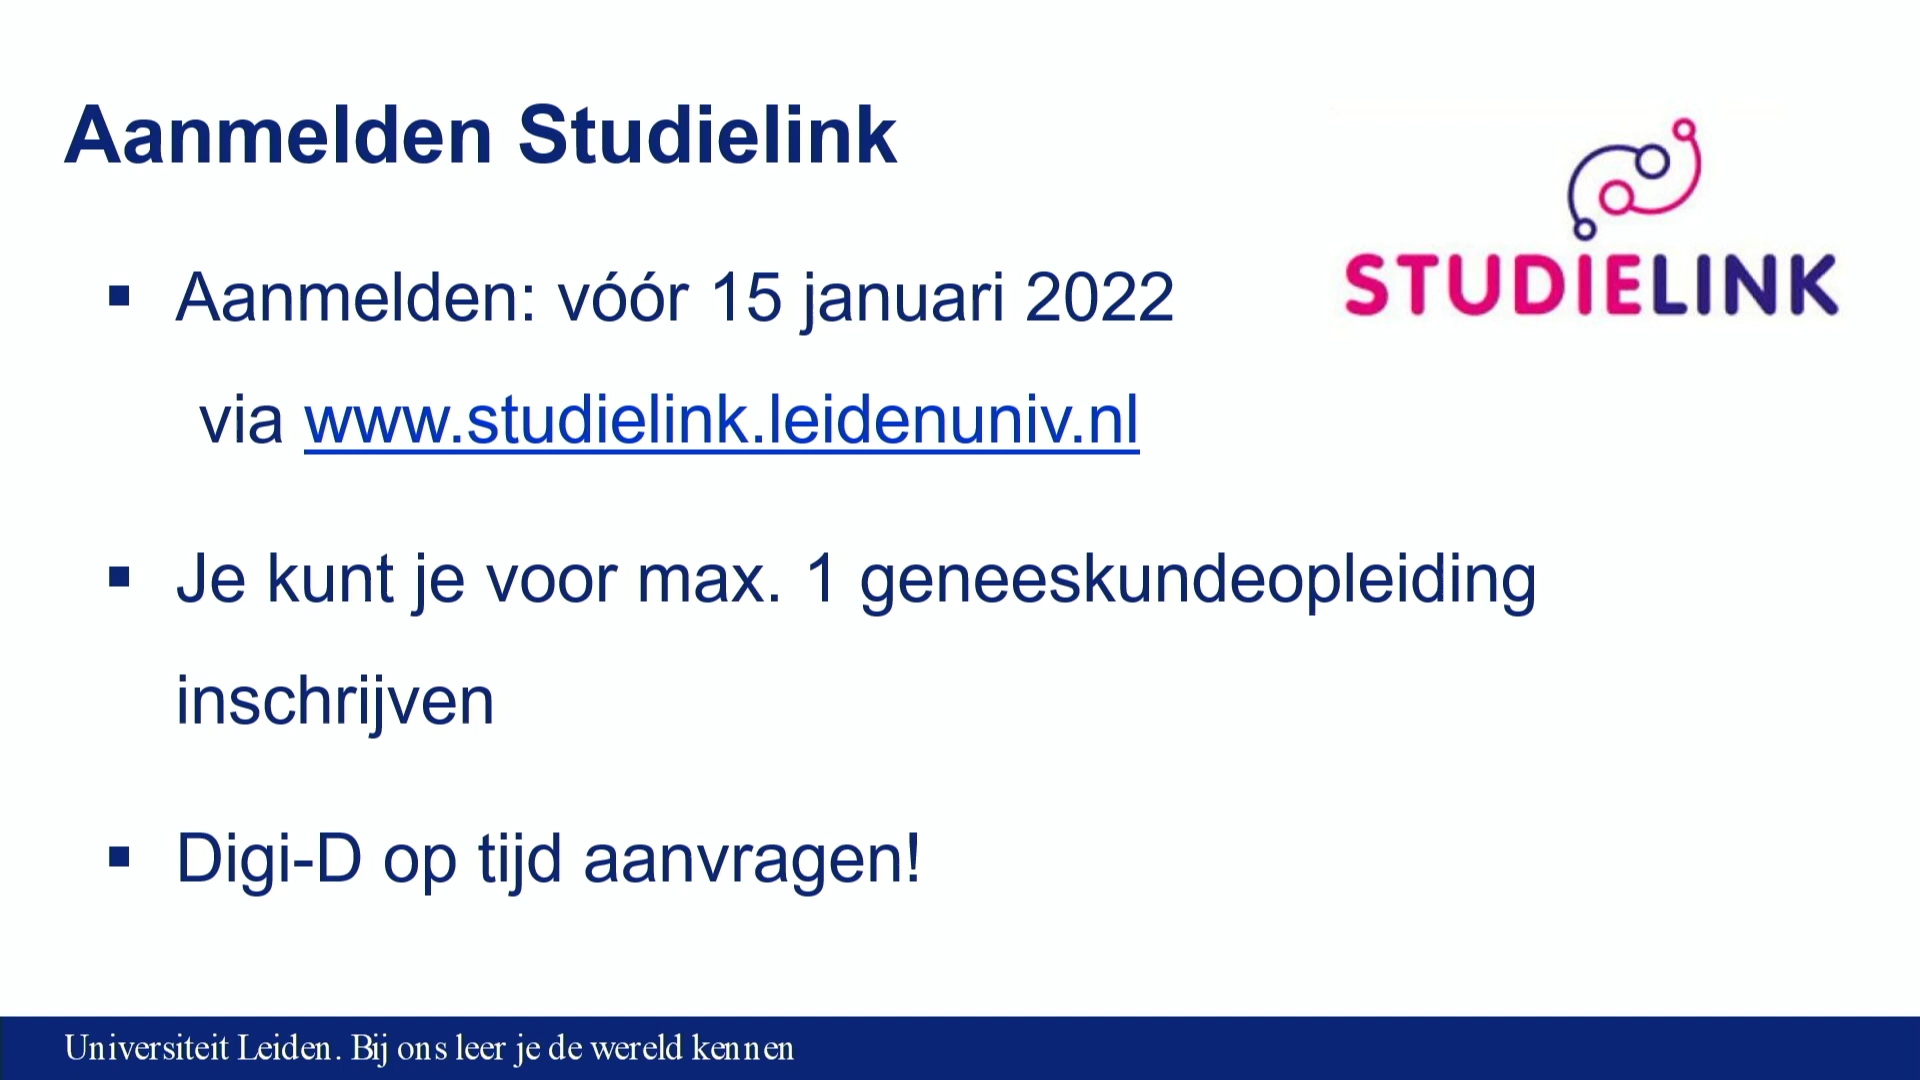 Aanmelden Studielink
STUDIELINK
▪ Aanmelden: vóór 15 januari 2022
via www.studielink.leidenuniv.nl
▪ Je kunt je voor max. 1 geneeskundeopleiding
inschrijven
▪ Digi-D op tijd aanvragen!
Universiteit Leiden. Bij ons leer je de wereld kennen